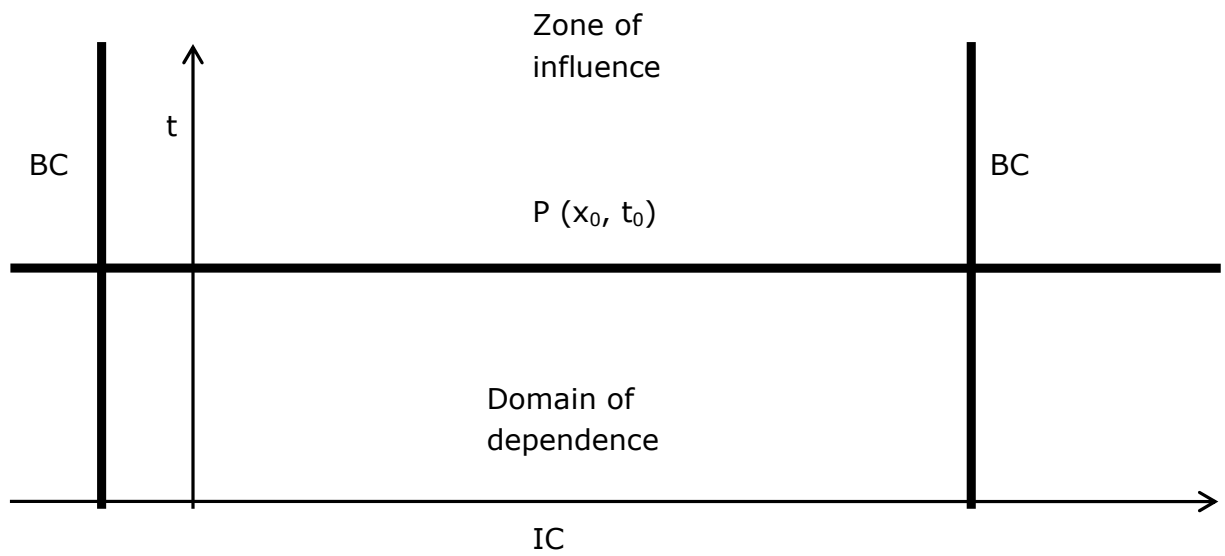 Zone of
influence
t
BC
BC
P (x₀, t₀)
Domain of
dependence
IC